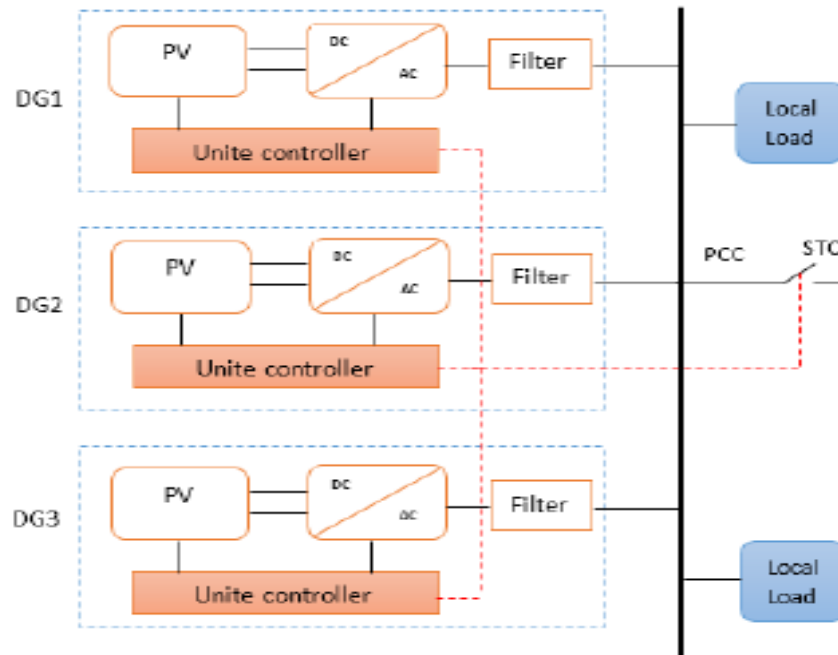 PV
DC
AC
Filter
DG1
Unite controller
Local
Load
PV
DC
AC
Filter
DG2
Unite controller
PCC
STC
PV
DC
AC
Filter
DG3
Unite controller
Local
Load